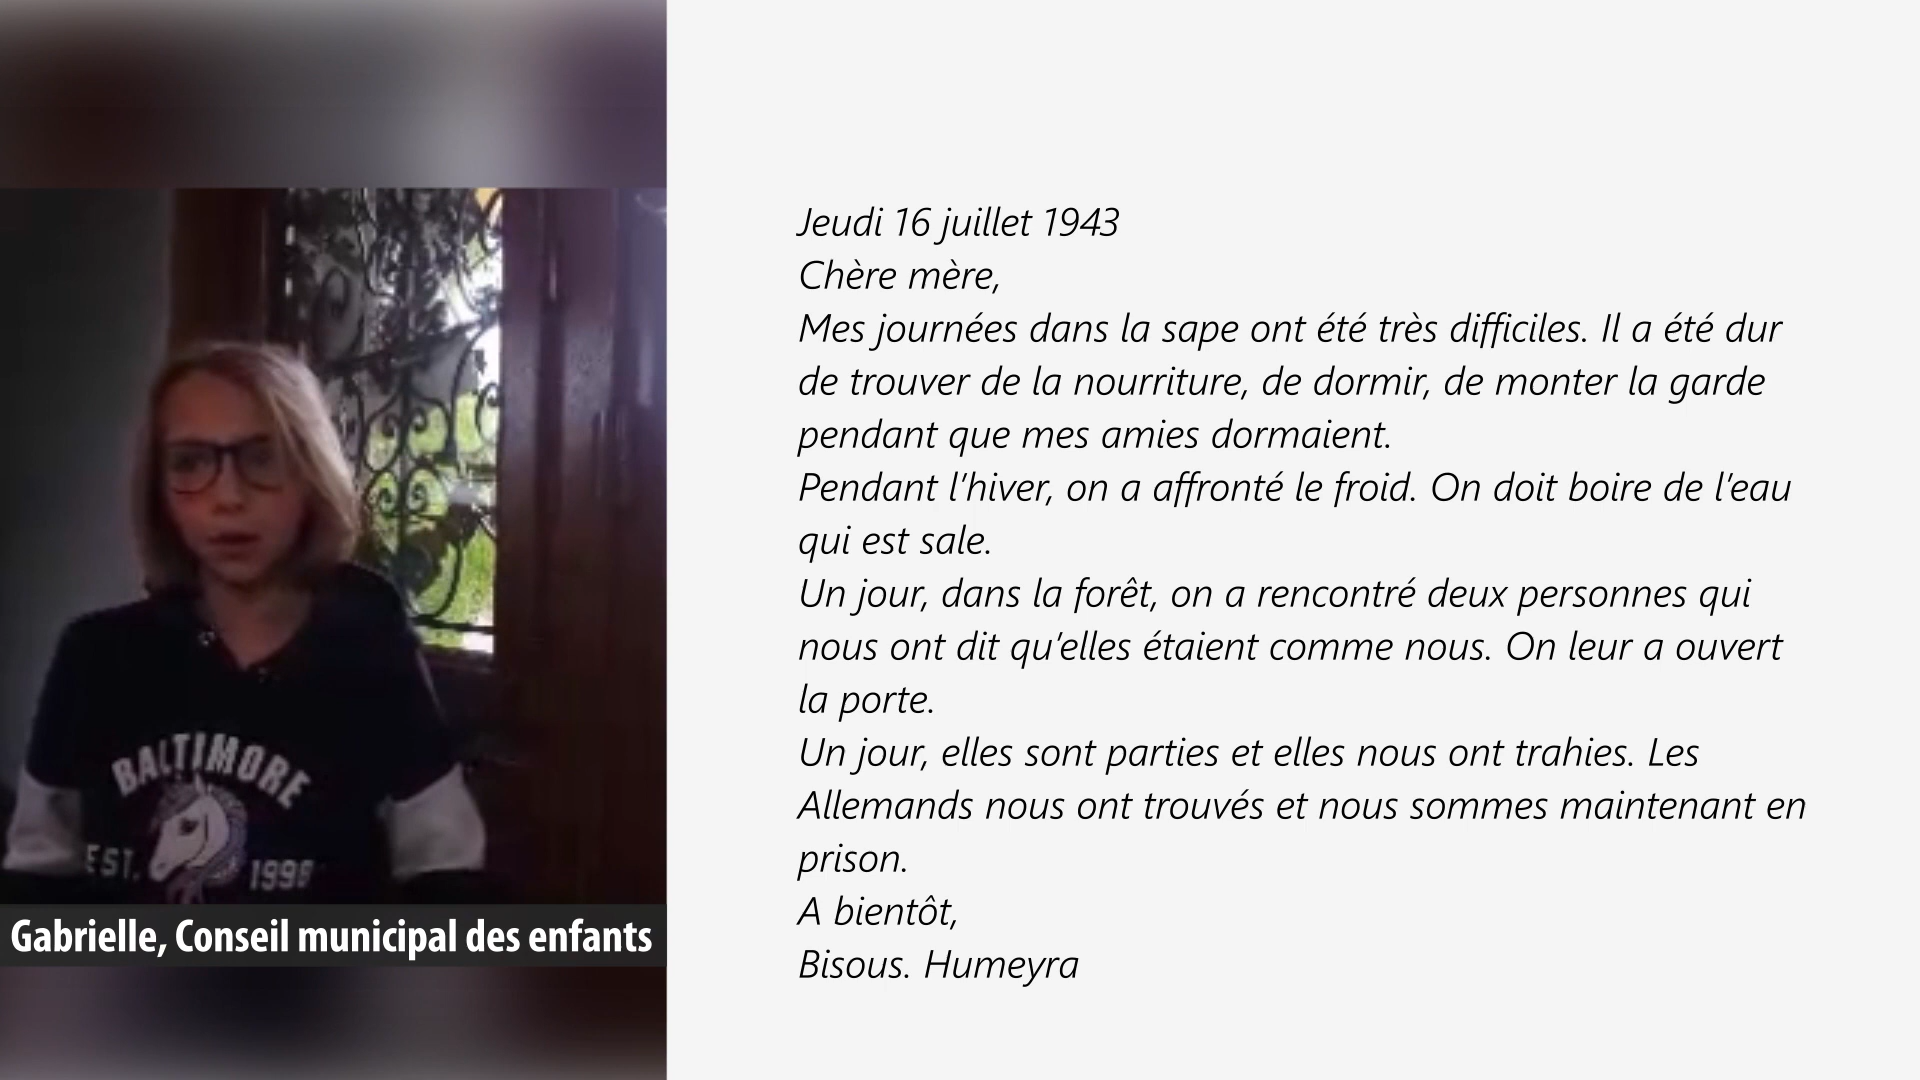 BALTIMORE
EST. 1998
Gabrielle, Conseil municipal des enfants
Jeudi 16 juillet 1943
Chère mère,
Mes journées dans la sape ont été très difficiles. Il a été dur
de trouver de la nourriture, de dormir, de monter la garde
pendant que mes amies dormaient.
Pendant l'hiver, on a affronté le froid. On doit boire de l'eau
qui est sale.
Un jour, dans la forêt, on a rencontré deux personnes qui
nous ont dit qu'elles étaient comme nous. On leur a ouvert
la porte.
Un jour, elles sont parties et elles nous ont trahies. Les
Allemands nous ont trouvés et nous sommes maintenant en
prison.
A bientôt,
Bisous. Humeyra